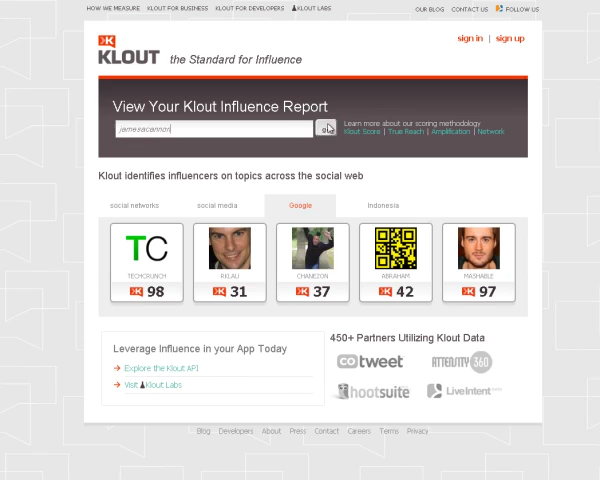 HOW WE MEASURE KLOUT FOR BUSINESS KLOUT FOR DEVELOPERS KLOUT LABS OUR BLOG CONTACT US FOLLOW US
sign in | sign up
KLOUT the Standard for Influence
View Your Klout Influence Report
jamesacannon
Learn more about our scoring methodology
Klout Score | True Reach | Amplification | Network
Klout identifies influencers on topics across the social web
social networks social media Google Indonesia
TC
TECHCRUNCH RKLAU CHANEZON ABRAHAM MASHABLE
98 31 37 42 97
Leverage Influence in your App Today
Explore the Klout API
Visit Klout Labs
450+ Partners Utilizing Klout Data
cotweet ATTENSITY 360
hootsuite LiveIntent
Blog Developers About Press Contact Careers Terms Privacy